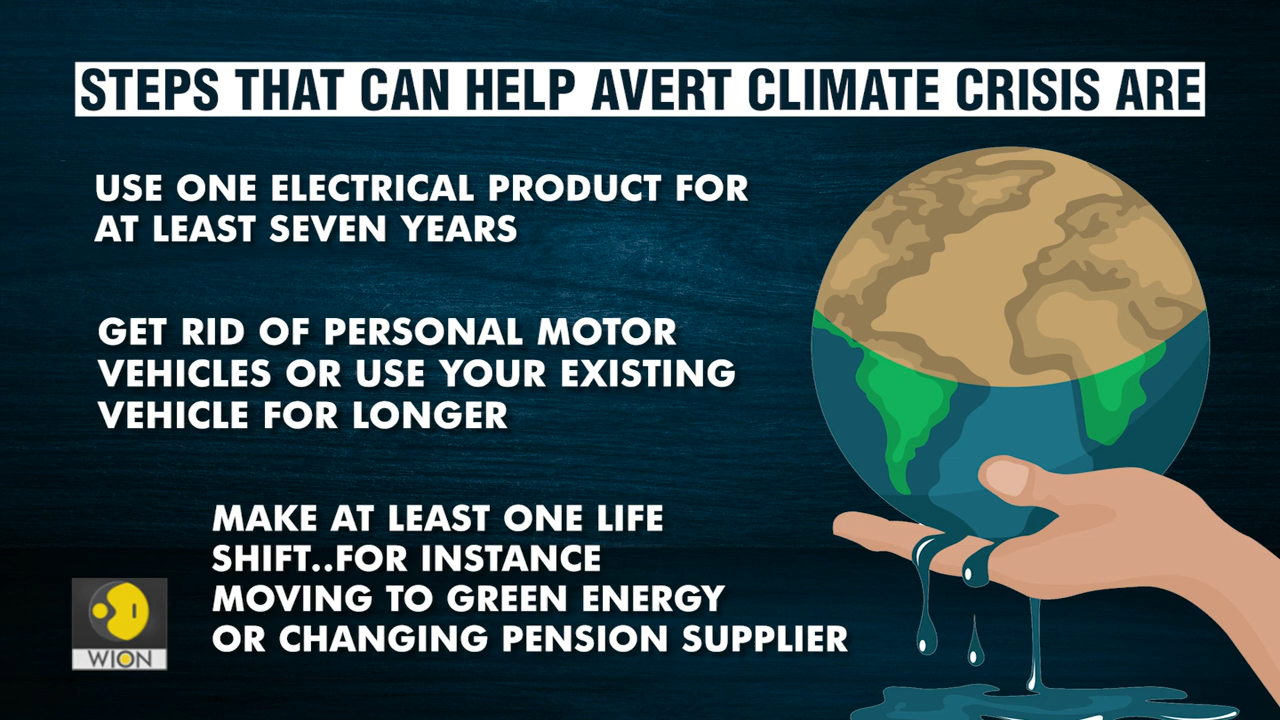 STEPS THAT CAN HELP AVERT CLIMATE CRISIS ARE
USE ONE ELECTRICAL PRODUCT FOR
AT LEAST SEVEN YEARS
GET RID OF PERSONAL MOTOR
VEHICLES OR USE YOUR EXISTING
VEHICLE FOR LONGER
MAKE AT LEAST ONE LIFE
SHIFT..FOR INSTANCE
MOVING TO GREEN ENERGY
OR CHANGING PENSION SUPPLIER
WION